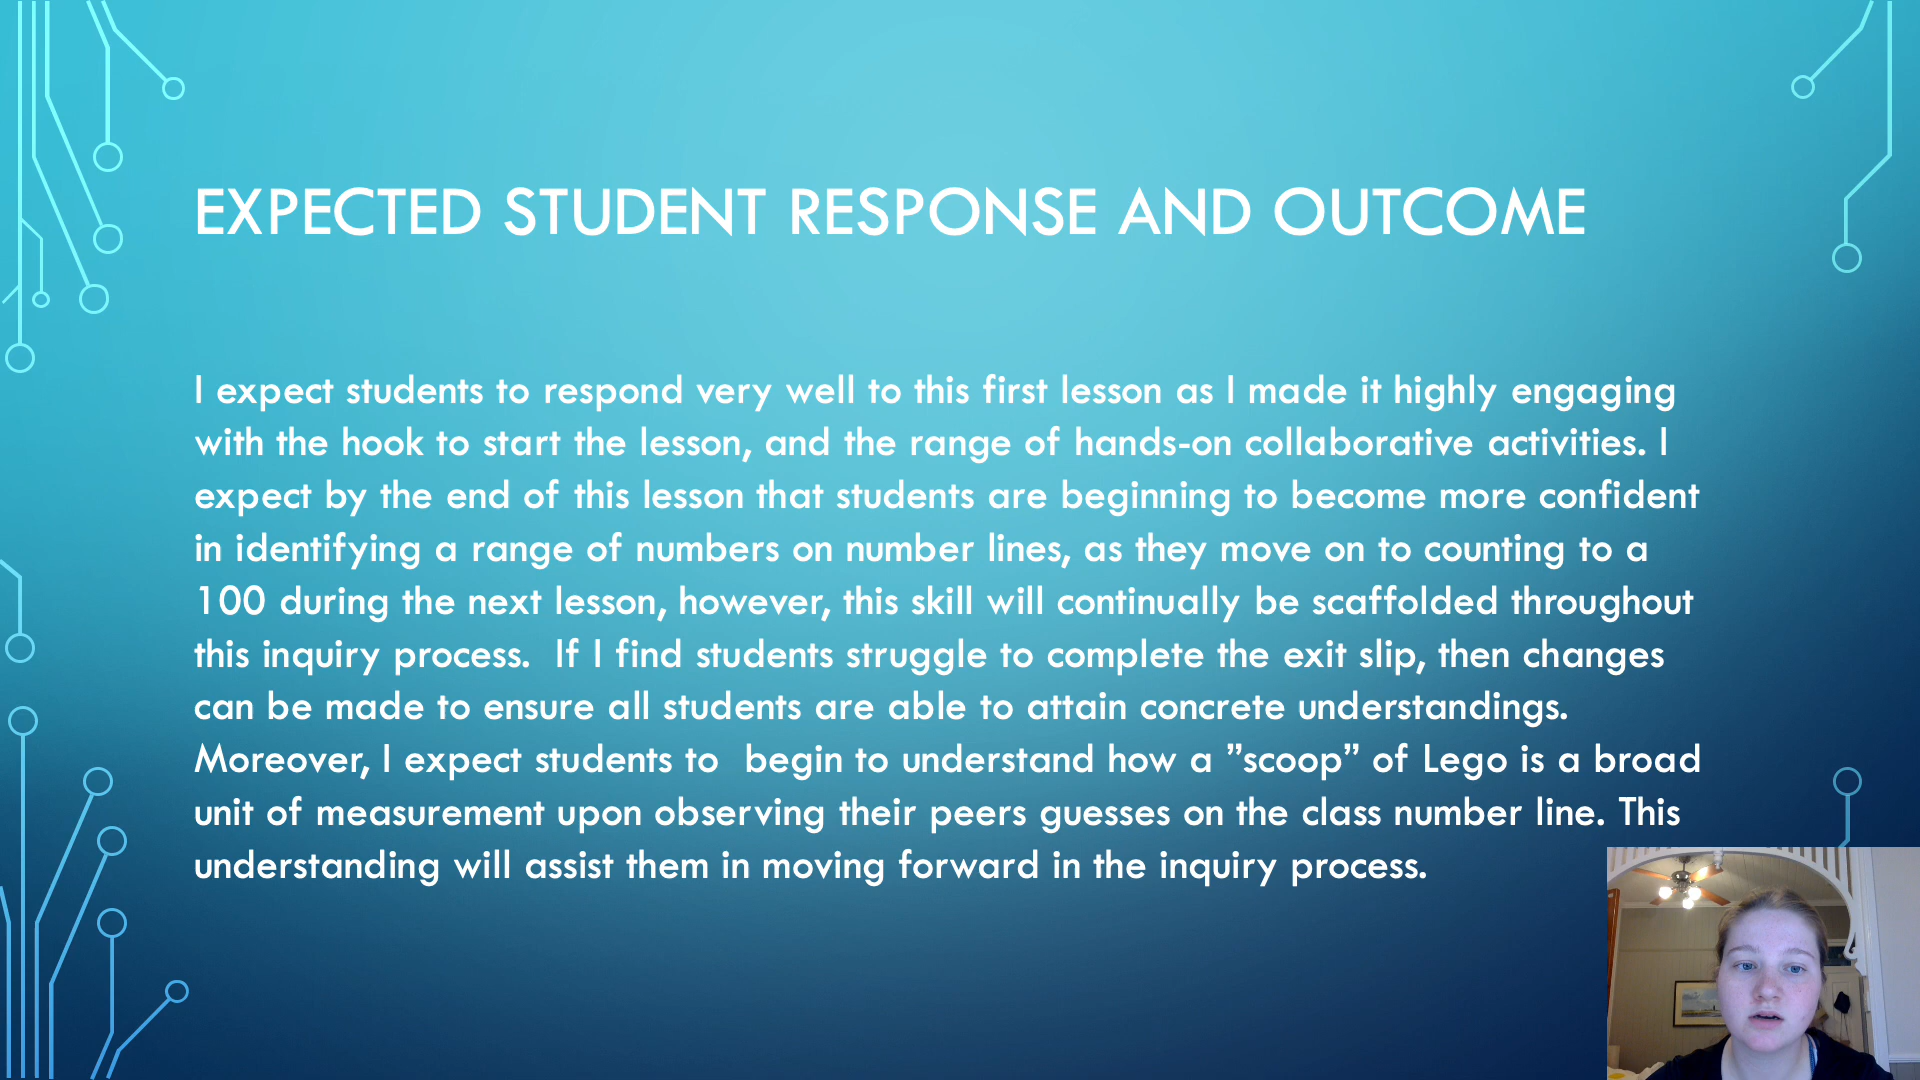 EXPECTED STUDENT RESPONSE AND OUTCOME
I expect students to respond very well to this first lesson as I made it highly engaging
with the hook to start the lesson, and the range of hands-on collaborative activities. I
expect by the end of this lesson that students are beginning to become more confident
in identifying a range of numbers on number lines, as they move on to counting to a
100 during the next lesson, however, this skill will continually be scaffolded throughout
this inquiry process.  If I find students struggle to complete the exit slip, then changes
can be made to ensure all students are able to attain concrete understandings.
Moreover, I expect students to  begin to understand how a ”scoop” of Lego is a broad
unit of measurement upon observing their peers guesses on the class number line. This
understanding will assist them in moving forward in the inquiry process.